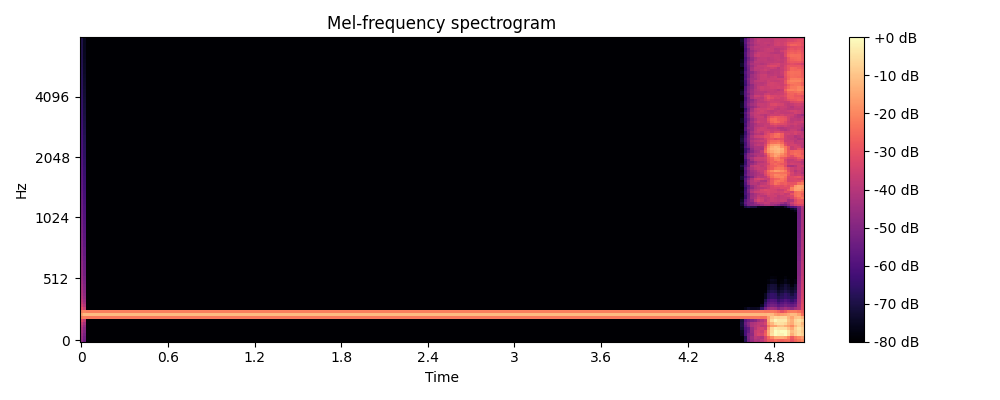 Mel-frequency spectrogram
Hz
4096
2048
1024
512
0
0 0.6 1.2 1.8 2.4 3 3.6 4.2 4.8
Time
+0 dB
-10 dB
-20 dB
-30 dB
-40 dB
-50 dB
-60 dB
-70 dB
-80 dB